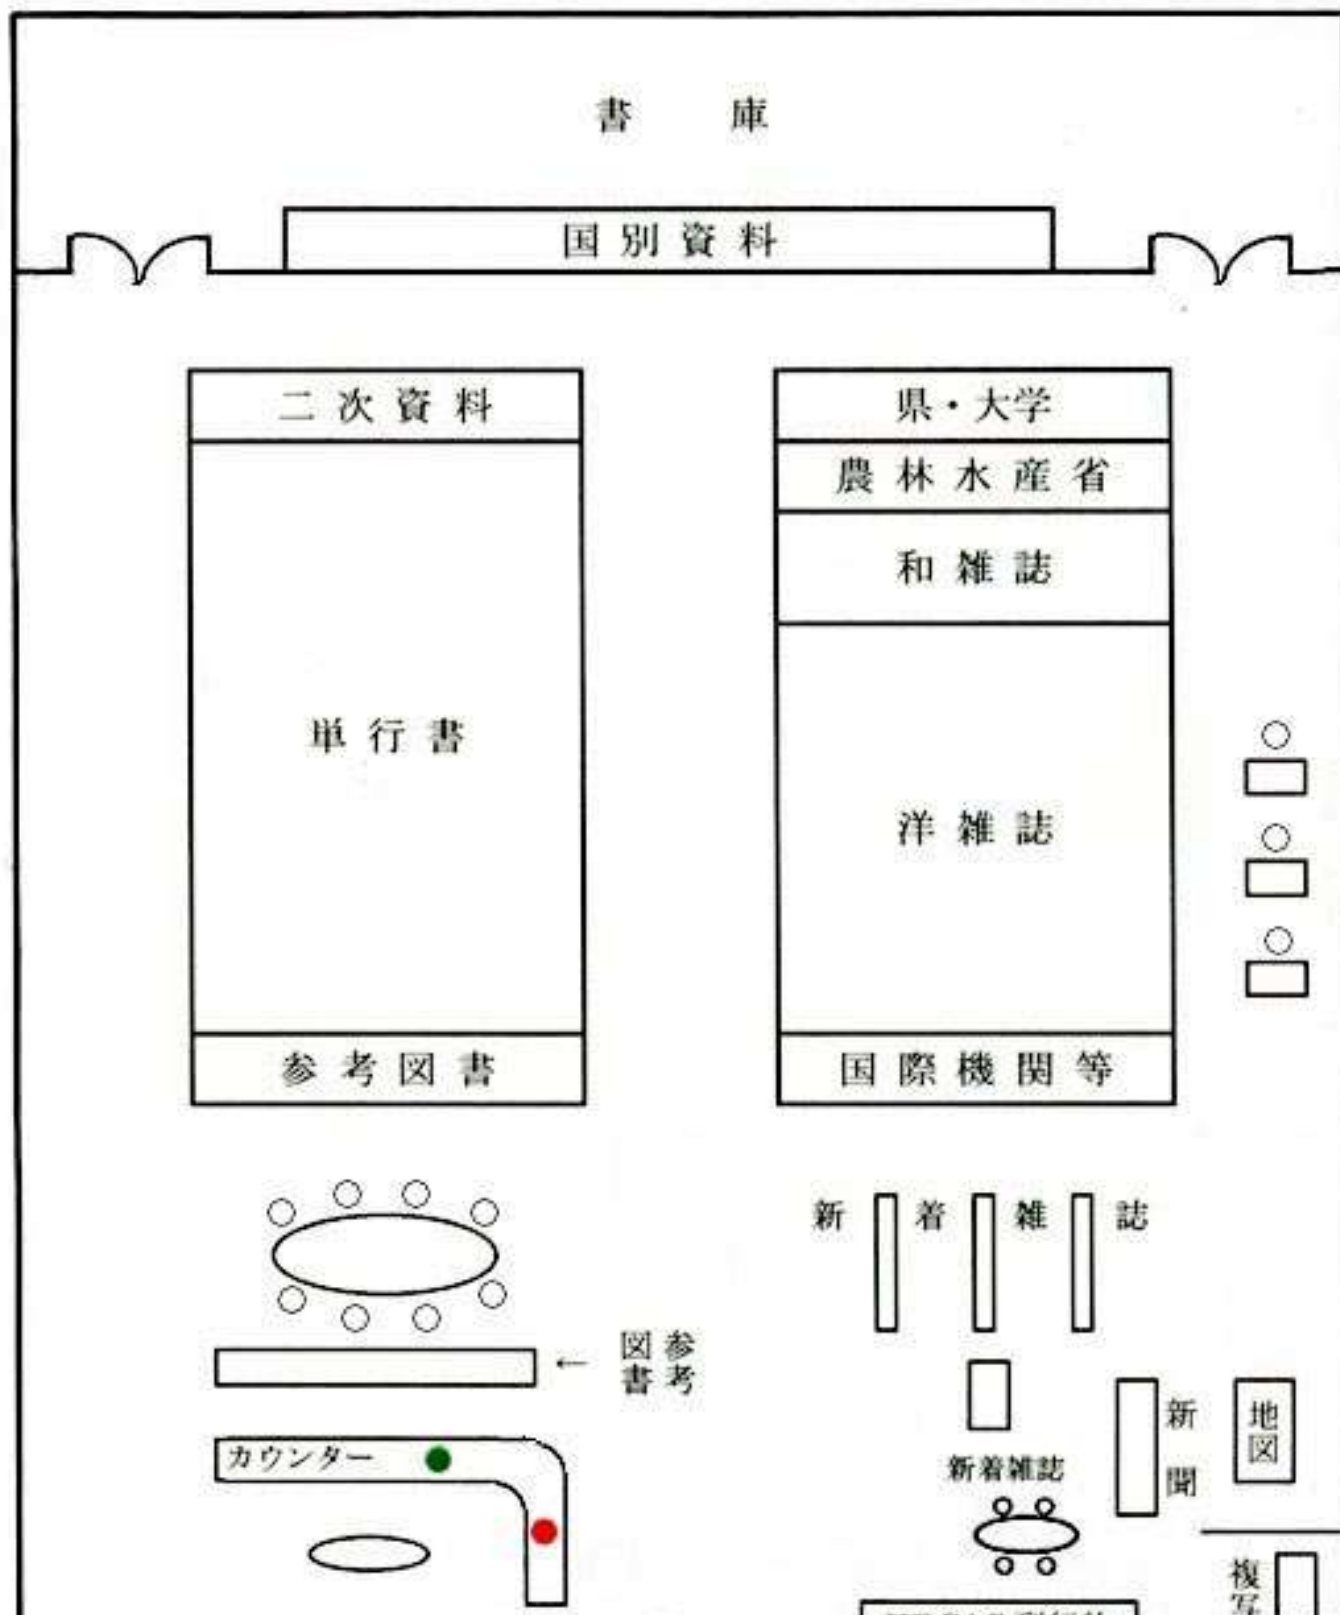 書 庫
国別資料
二次資料
県・大学
農林水産省
和雑誌
単行書
洋雑誌
参考図書
国際機関等
新着雑誌
参考
図書
←
カウンター
新着雑誌
新聞
地図
複写